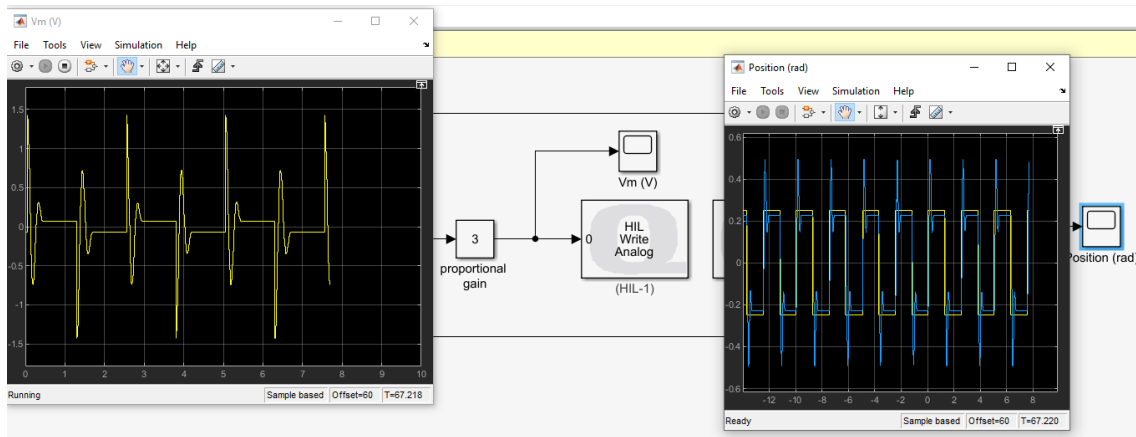 Vm (V)
File Tools View Simulation Help
1.5
1
0.5
0
-0.5
-1
-1.5
0 1 2 3 4 5 6 7 8 9 10
Running Sample based Offset=60 T=67.218
3
proportional
gain
Vm (V)
0
HIL
Write
Analog
(HIL-1)
Position (rad)
File Tools View Simulation Help
0.6
0.4
0.2
0
-0.2
-0.4
-0.6
-12 -10 -8 -6 -4 -2 0 2 4 6 8
Ready Sample based Offset=60 T=67.220
Position (rad)